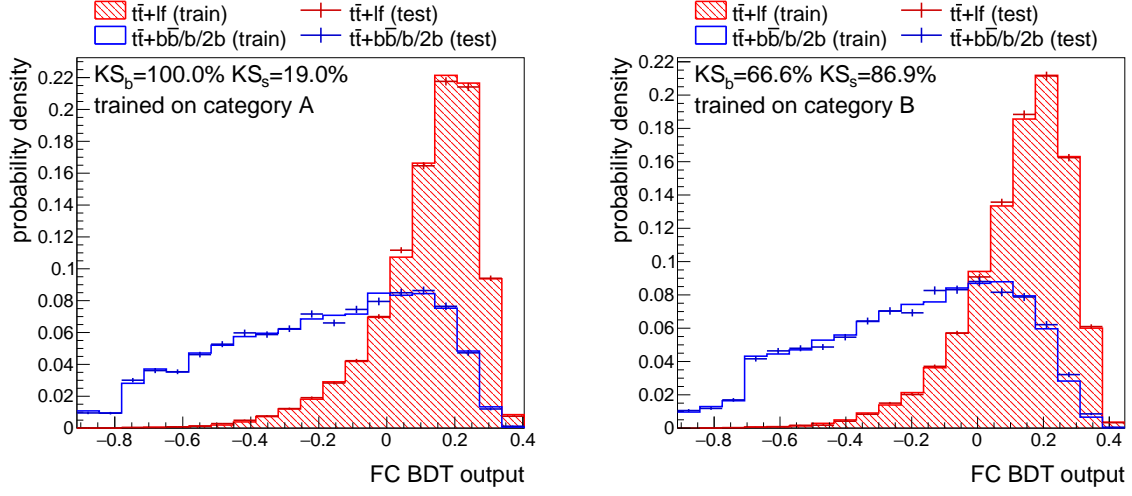 tt̄+lf (train) tt̄+lf (test)
tt̄+bb̄/b/2b (train) tt̄+bb̄/b/2b (test)
KS_b=100.0% KS_s=19.0%
trained on category A
probability density
0.22
0.2
0.18
0.16
0.14
0.12
0.1
0.08
0.06
0.04
0.02
0
−0.8 −0.6 −0.4 −0.2 0 0.2 0.4
FC BDT output
tt̄+lf (train) tt̄+lf (test)
tt̄+bb̄/b/2b (train) tt̄+bb̄/b/2b (test)
KS_b=66.6% KS_s=86.9%
trained on category B
probability density
0.22
0.2
0.18
0.16
0.14
0.12
0.1
0.08
0.06
0.04
0.02
0
−0.8 −0.6 −0.4 −0.2 0 0.2 0.4
FC BDT output